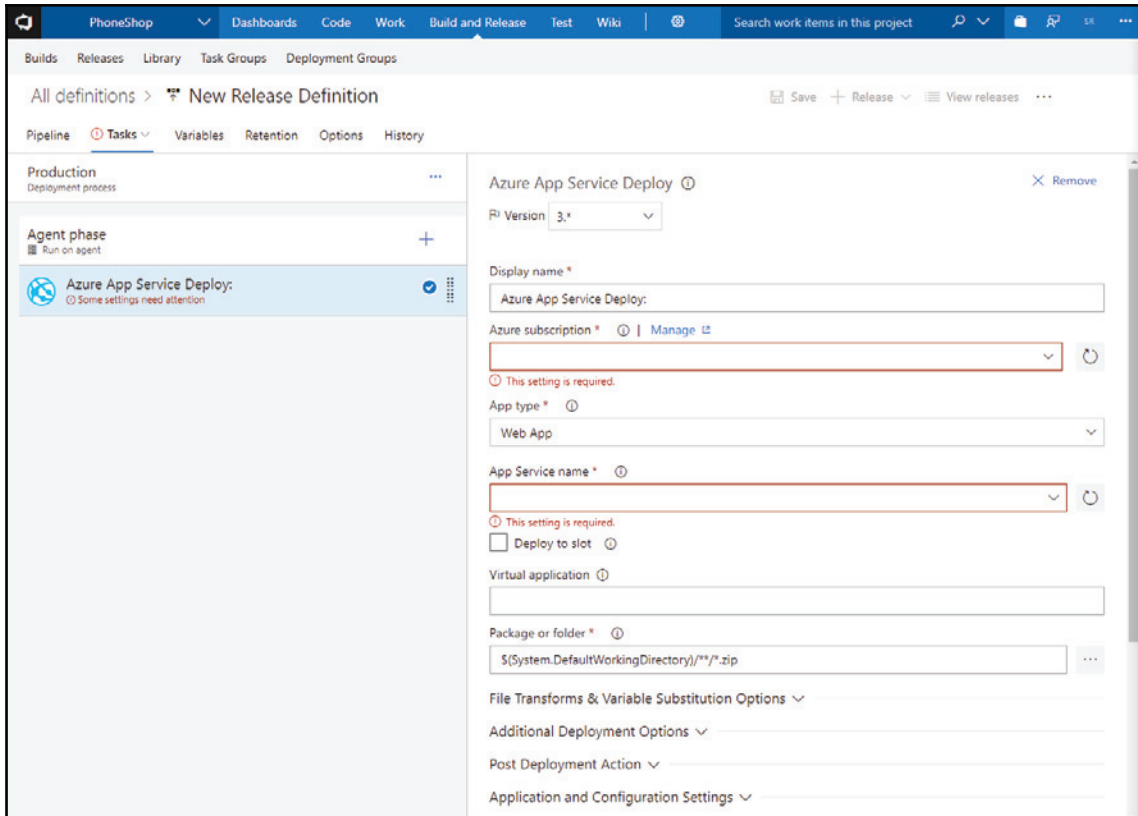 PhoneShop Dashboards Code Work Build and Release Test Wiki Search work items in this project SR
Builds Releases Library Task Groups Deployment Groups
All definitions > New Release Definition Save Release View releases ...
Pipeline Tasks Variables Retention Options History
Production
Deployment process
Agent phase
Run on agent
Azure App Service Deploy:
Some settings need attention
Azure App Service Deploy Remove
Version 3.*
Display name *
Azure App Service Deploy:
Azure subscription * | Manage
This setting is required.
App type *
Web App
App Service name *
This setting is required.
Deploy to slot
Virtual application
Package or folder *
$(System.DefaultWorkingDirectory)/**/*.zip
File Transforms & Variable Substitution Options
Additional Deployment Options
Post Deployment Action
Application and Configuration Settings